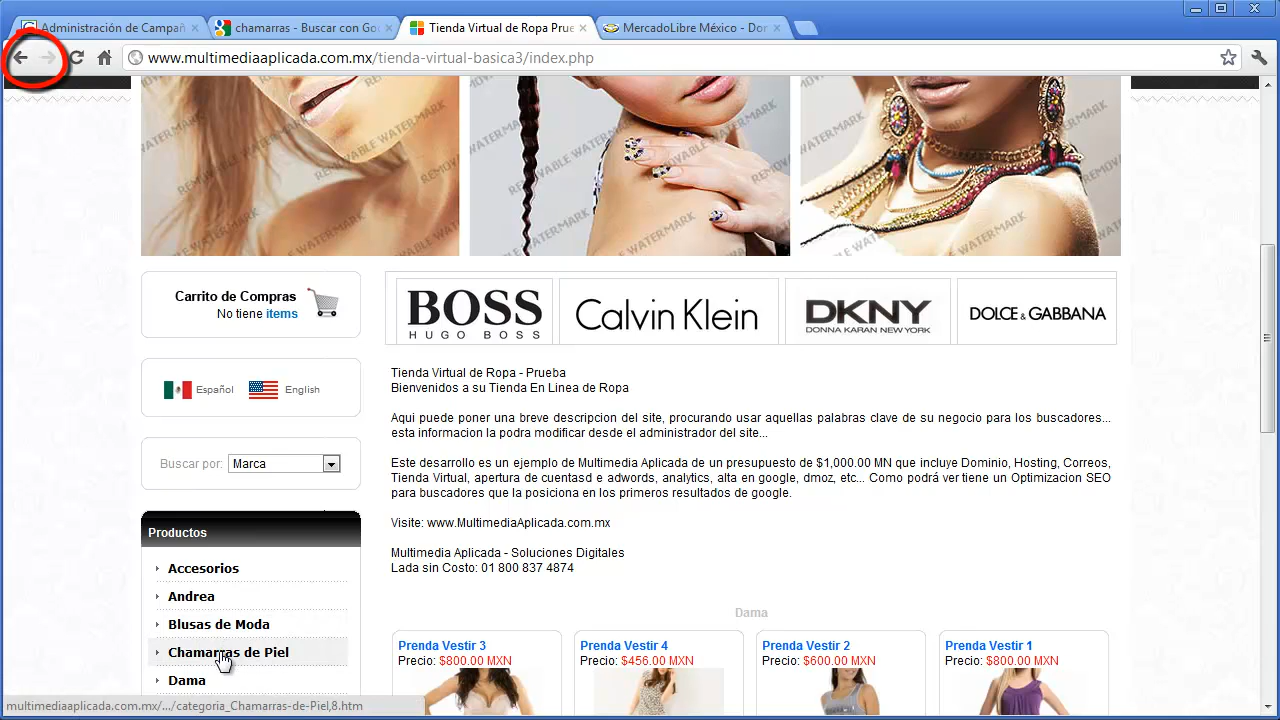 Administración de Campañ
chamarras - Buscar con Go
Tienda Virtual de Ropa Prue
MercadoLibre México - Dor
www.multimediaaplicada.com.mx/tienda-virtual-basica3/index.php
REMOVABLE WATERMARK
REMOVABLE WATERMARK
REMOVABLE WATERMARK
Carrito de Compras
No tiene items
BOSS
HUGO BOSS
Calvin Klein
DKNY
DONNA KARAN NEW YORK
DOLCE & GABBANA
Español
English
Buscar por: Marca
Tienda Virtual de Ropa - Prueba
Bienvenidos a su Tienda En Linea de Ropa
Aqui puede poner una breve descripcion del site, procurando usar aquellas palabras clave de su negocio para los buscadores...
esta informacion la podra modificar desde el administrador del site...
Este desarrollo es un ejemplo de Multimedia Aplicada de un presupuesto de $1,000.00 MN que incluye Dominio, Hosting, Correos,
Tienda Virtual, apertura de cuentasd e adwords, analytics, alta en google, dmoz, etc... Como podrá ver tiene un Optimizacion SEO
para buscadores que la posiciona en los primeros resultados de google.
Visite: www.MultimediaAplicada.com.mx
Multimedia Aplicada - Soluciones Digitales
Lada sin Costo: 01 800 837 4874
Productos
Accesorios
Andrea
Blusas de Moda
Chamarras de Piel
Dama
Dama
Prenda Vestir 3
Precio: $800.00 MXN
Prenda Vestir 4
Precio: $456.00 MXN
Prenda Vestir 2
Precio: $600.00 MXN
Prenda Vestir 1
Precio: $800.00 MXN
multimediaaplicada.com.mx/.../categoria_Chamarras-de-Piel,8.htm